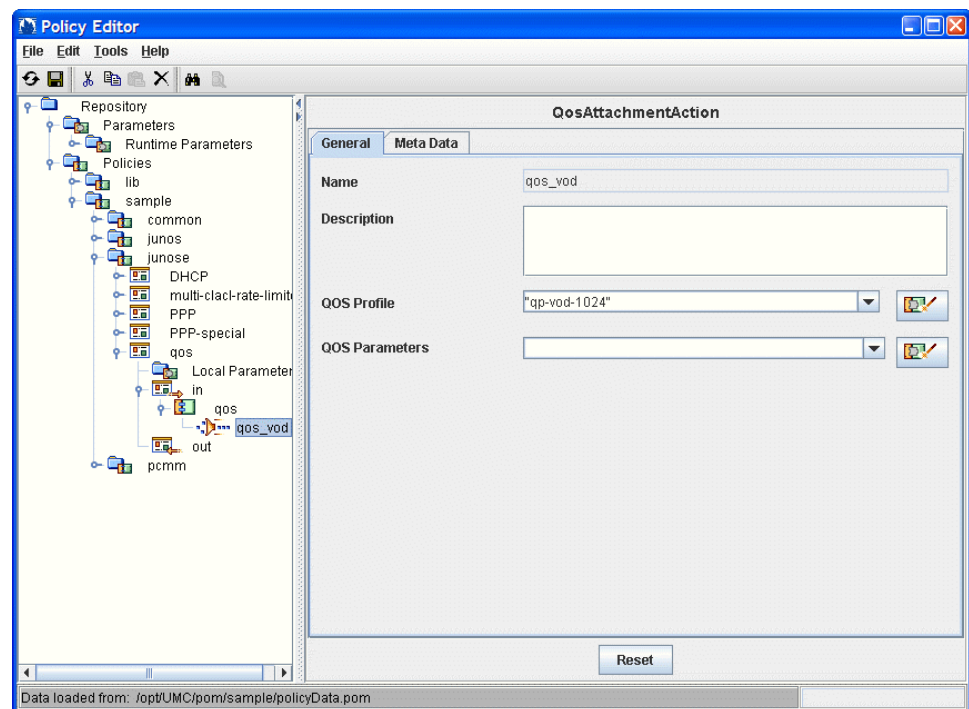 Policy Editor
File Edit Tools Help
Repository
Parameters
Runtime Parameters
Policies
lib
sample
common
junos
junose
DHCP
multi-clacl-rate-limite
PPP
PPP-special
qos
Local Parameter
in
qos
qos_vod
out
pcmm
QosAttachmentAction
General Meta Data
Name qos_vod
Description
QOS Profile "qp-vod-1024"
QOS Parameters
Reset
Data loaded from: /opt/UMC/pom/sample/policyData.pom